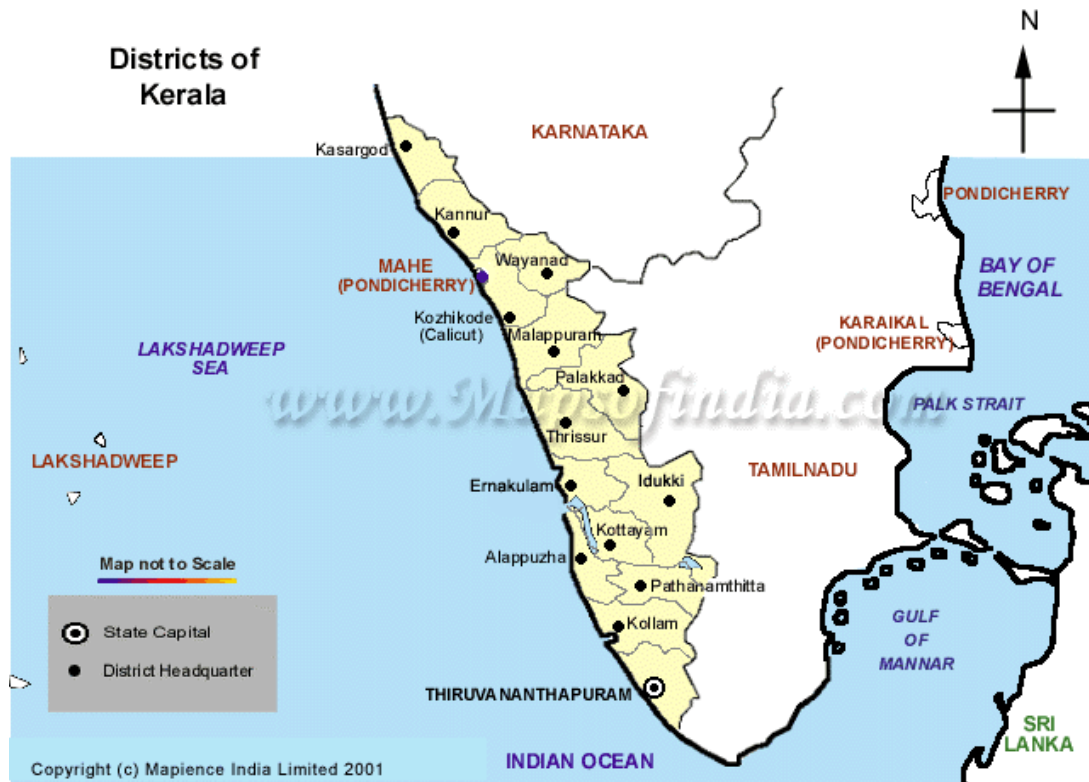 Districts of
Kerala
N
KARNATAKA
Kasargod
PONDICHERRY
Kannur
BAY OF
BENGAL
Wayanad
MAHE
(PONDICHERRY)
Kozhikode
(Calicut)
Malappuram
KARAIKAL
(PONDICHERRY)
LAKSHADWEEP
SEA
Palakkad
www.Mapsofindia.com
PALK STRAIT
Thrissur
LAKSHADWEEP
TAMILNADU
Ernakulam
Idukki
Kottayam
Alappuzha
Map not to Scale
Pathanamthitta
State Capital
Kollam
GULF
OF
MANNAR
District Headquarter
THIRUVANANTHAPURAM
SRI
LANKA
INDIAN OCEAN
Copyright (c) Mapience India Limited 2001